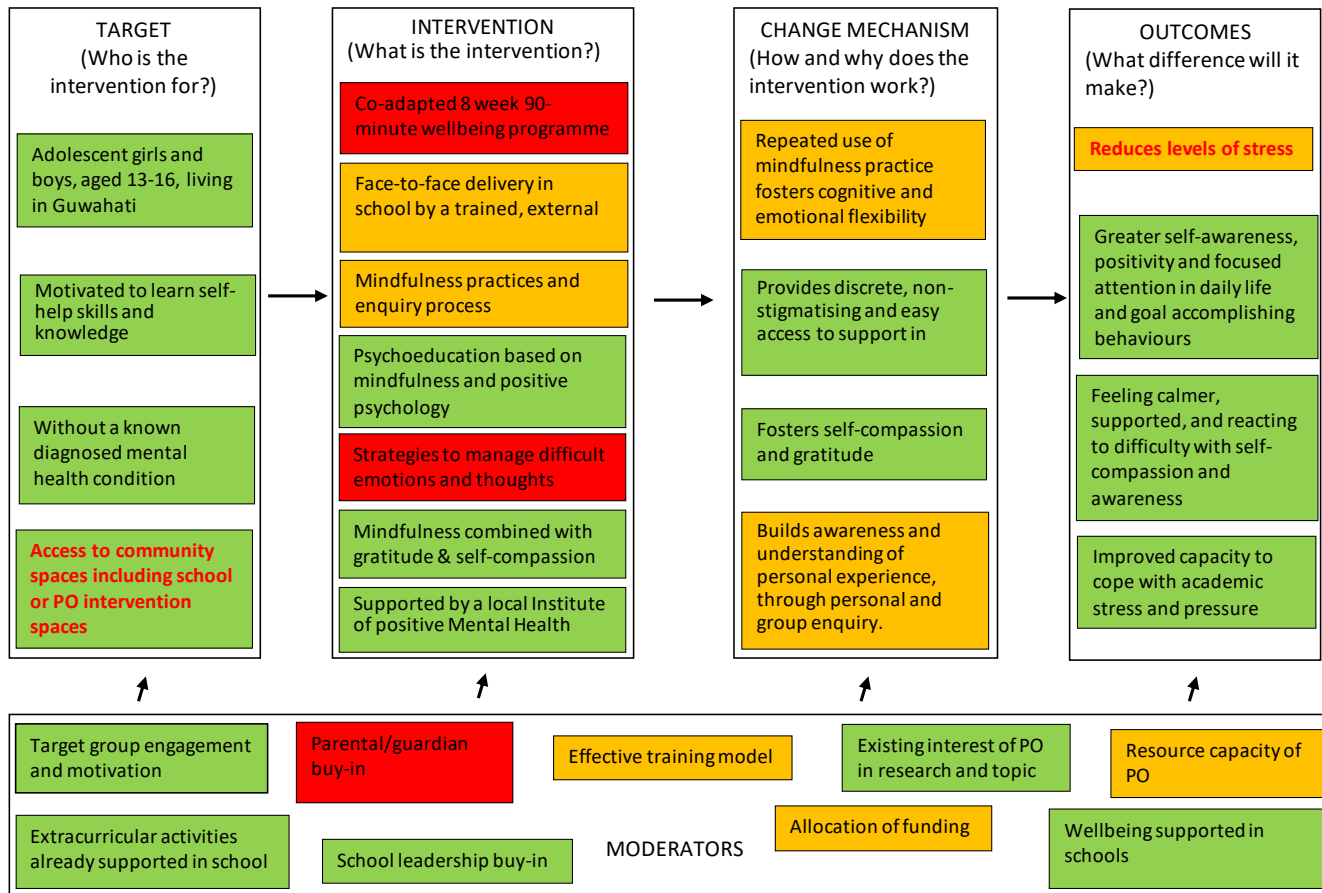 TARGET
(Who is the
intervention for?)
Adolescent girls and
boys, aged 13-16, living
in Guwahati
Motivated to learn self-
help skills and
knowledge
Without a known
diagnosed mental
health condition
Access to community
spaces including school
or PO intervention
spaces
INTERVENTION
(What is the intervention?)
Co-adapted 8 week 90-
minute wellbeing programme
Face-to-face delivery in
school by a trained, external
Mindfulness practices and
enquiry process
Psychoeducation based on
mindfulness and positive
psychology
Strategies to manage difficult
emotions and thoughts
Mindfulness combined with
gratitude & self-compassion
Supported by a local Institute
of positive Mental Health
CHANGE MECHANISM
(How and why does the
intervention work?)
Repeated use of
mindfulness practice
fosters cognitive and
emotional flexibility
Provides discrete, non-
stigmatising and easy
access to support in
Fosters self-compassion
and gratitude
Builds awareness and
understanding of
personal experience,
through personal and
group enquiry.
OUTCOMES
(What difference will it
make?)
Reduces levels of stress
Greater self-awareness,
positivity and focused
attention in daily life
and goal accomplishing
behaviours
Feeling calmer,
supported, and reacting
to difficulty with self-
compassion and
awareness
Improved capacity to
cope with academic
stress and pressure
Target group engagement
and motivation
Parental/guardian
buy-in
Effective training model
Existing interest of PO
in research and topic
Resource capacity of
PO
Extracurricular activities
already supported in school
School leadership buy-in
MODERATORS
Allocation of funding
Wellbeing supported in
schools